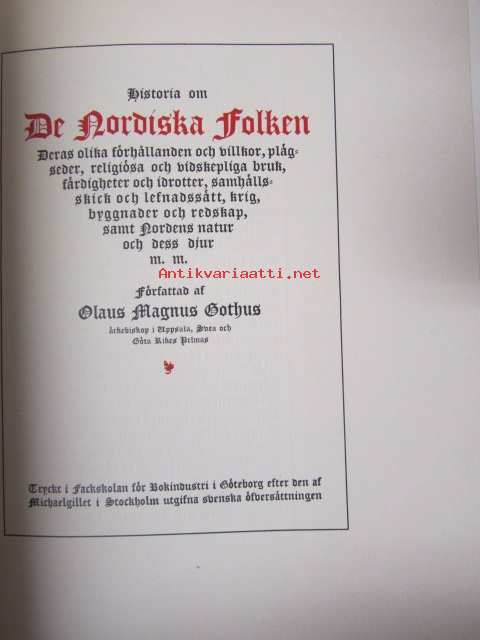 Historia om
De Nordiska Folken
Deras olika förhållanden och villkor, plåg=
seder, religiösa och vidskepliga bruk,
färdigheter och idrotter, samhälls=
skick och lefnadssätt, krig,
byggnader och redskap,
samt Nordens natur
och dess djur
m. m.
Antikvariaatti.net
Författad af
Olaus Magnus Gothus
ärkebiskop i Uppsala, Svea och
Göta Rikes Primas
Tryckt i Fackskolan för Bokindustri i Göteborg efter den af
Michaelgillet i Stockholm utgifna svenska öfversättningen